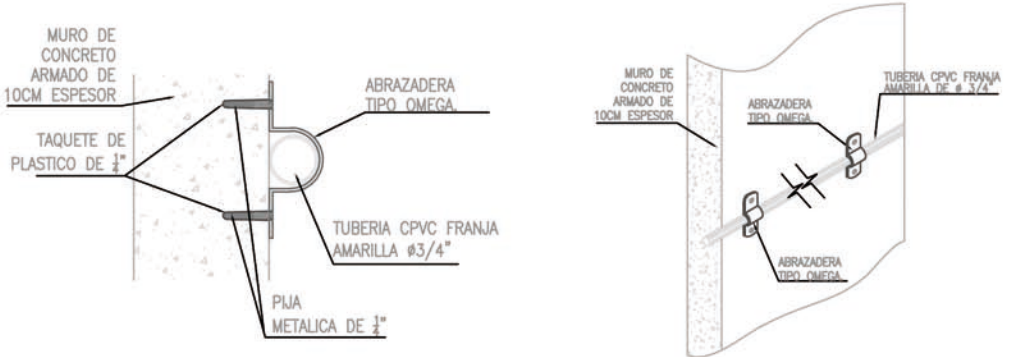 MURO DE
CONCRETO
ARMADO DE
10CM ESPESOR
TAQUETE DE
PLASTICO DE ¼"
ABRAZADERA
TIPO OMEGA.
TUBERIA CPVC FRANJA
AMARILLA ø3/4"
PIJA
METALICA DE ¼"
MURO DE
CONCRETO
ARMADO DE
10CM ESPESOR
ABRAZADERA
TIPO OMEGA.
TUBERIA CPVC FRANJA
AMARILLA DE ø 3/4"
ABRAZADERA
TIPO OMEGA.